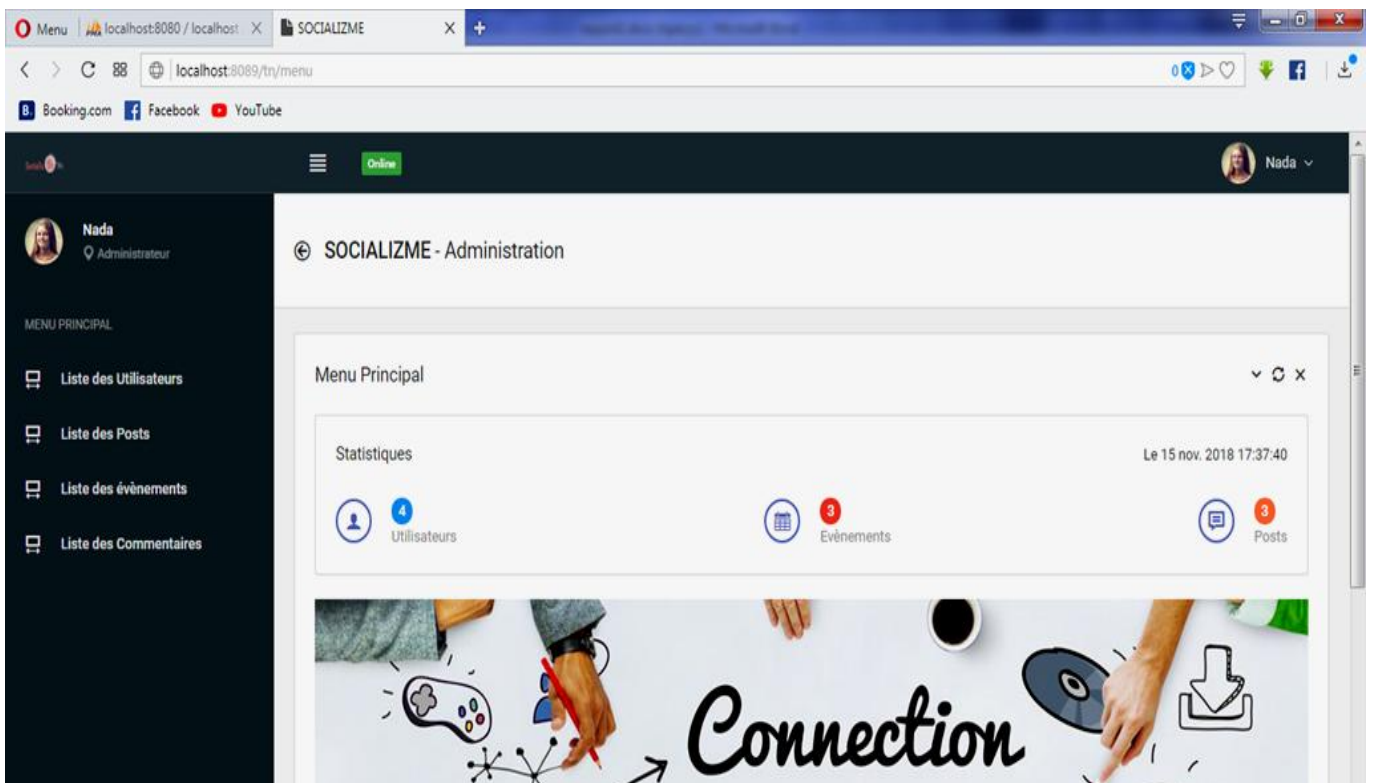 Menu
localhost:8080 / localhost
SOCIALIZME
localhost:8089/tn/menu
0
B. Booking.com
Facebook
YouTube
Online
Nada
Nada
Administrateur
SOCIALIZME - Administration
MENU PRINCIPAL
Liste des Utilisateurs
Liste des Posts
Liste des évènements
Liste des Commentaires
Menu Principal
Statistiques
Le 15 nov. 2018 17:37:40
4
Utilisateurs
3
Evènements
3
Posts
Connection